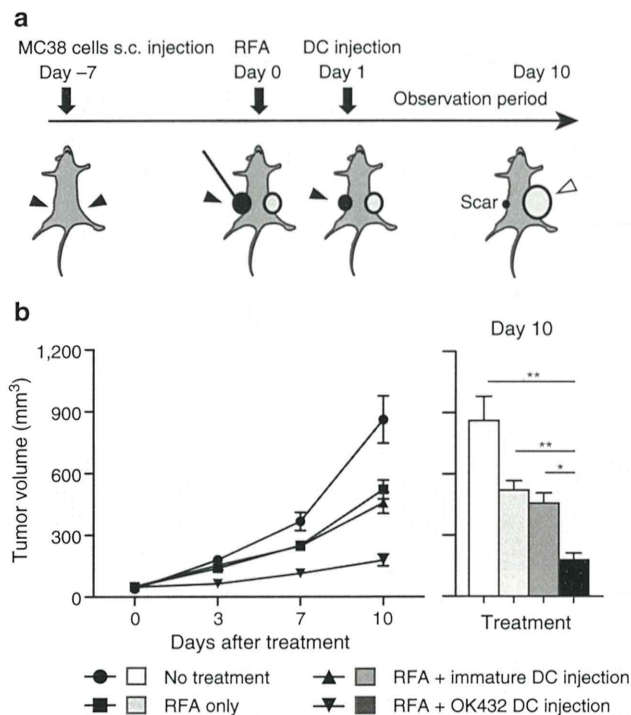 a
MC38 cells s.c. injection RFA DC injection
Day –7 Day 0 Day 1 Day 10
Observation period
Scar
b
Day 10
Tumor volume (mm3)
1,200
900
600
300
0
0 3 7 10
Days after treatment
**
**
*
Treatment
No treatment
RFA only
RFA + immature DC injection
RFA + OK432 DC injection